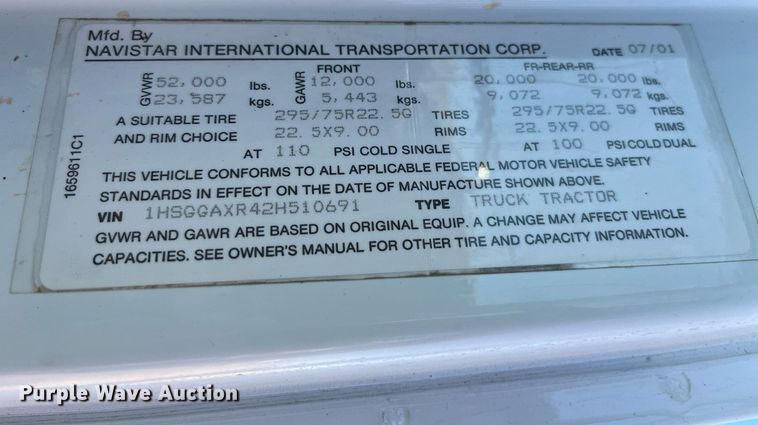 Mfd. By
NAVISTAR INTERNATIONAL TRANSPORTATION CORP. DATE 07/01
FRONT FR-REAR-RR
GVWR 52,000 lbs. GAWR 12,000 lbs. 20,000 20,000 lbs.
23,587 kgs. 5,443 kgs. 9,072 9,072 kgs.
A SUITABLE TIRE 295/75R22.5G TIRES 295/75R22.5G TIRES
AND RIM CHOICE 22.5X9.00 RIMS 22.5X9.00 RIMS
AT 110 PSI COLD SINGLE AT 100 PSI COLD DUAL
THIS VEHICLE CONFORMS TO ALL APPLICABLE FEDERAL MOTOR VEHICLE SAFETY
STANDARDS IN EFFECT ON THE DATE OF MANUFACTURE SHOWN ABOVE.
VIN 1HSGGAXR42H510691 TYPE TRUCK TRACTOR
GVWR AND GAWR ARE BASED ON ORIGINAL EQUIP. A CHANGE MAY AFFECT VEHICLE
CAPACITIES. SEE OWNER'S MANUAL FOR OTHER TIRE AND CAPACITY INFORMATION.
1659611C1
Purple Wave Auction